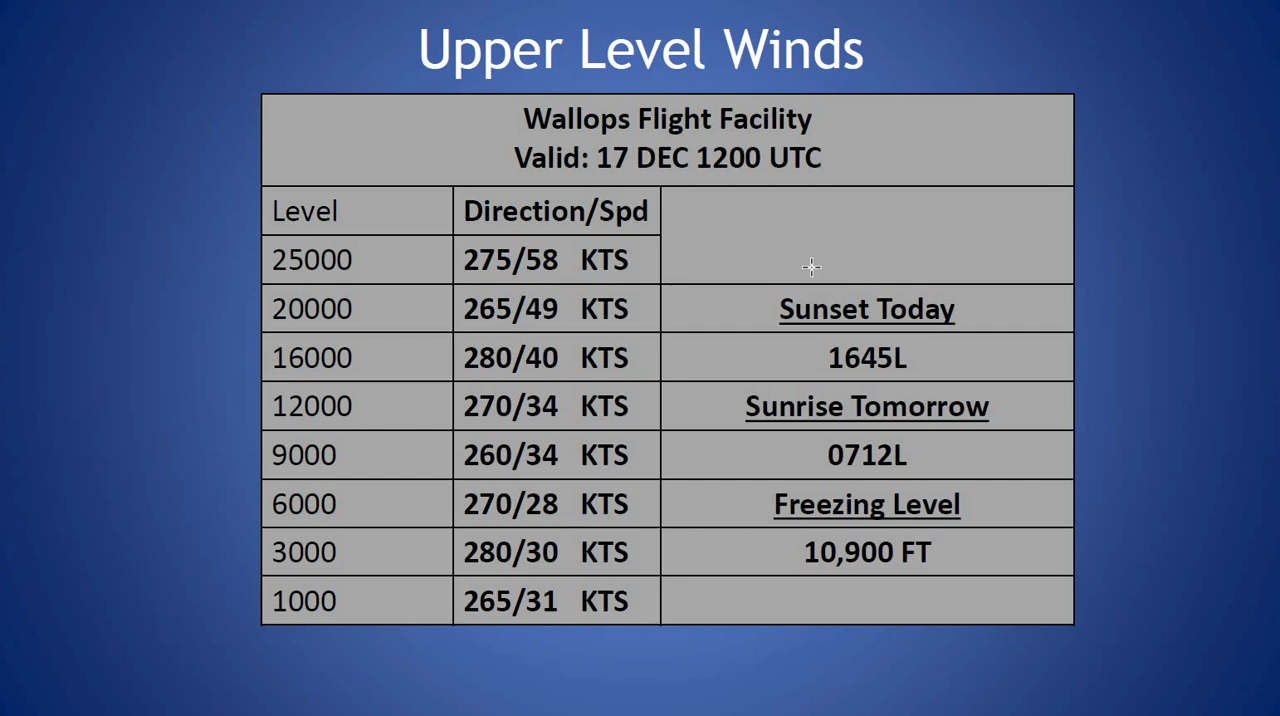 Upper Level Winds
Wallops Flight Facility
Valid: 17 DEC 1200 UTC
Level Direction/Spd
25000 275/58 KTS
20000 265/49 KTS Sunset Today
16000 280/40 KTS 1645L
12000 270/34 KTS Sunrise Tomorrow
9000 260/34 KTS 0712L
6000 270/28 KTS Freezing Level
3000 280/30 KTS 10,900 FT
1000 265/31 KTS